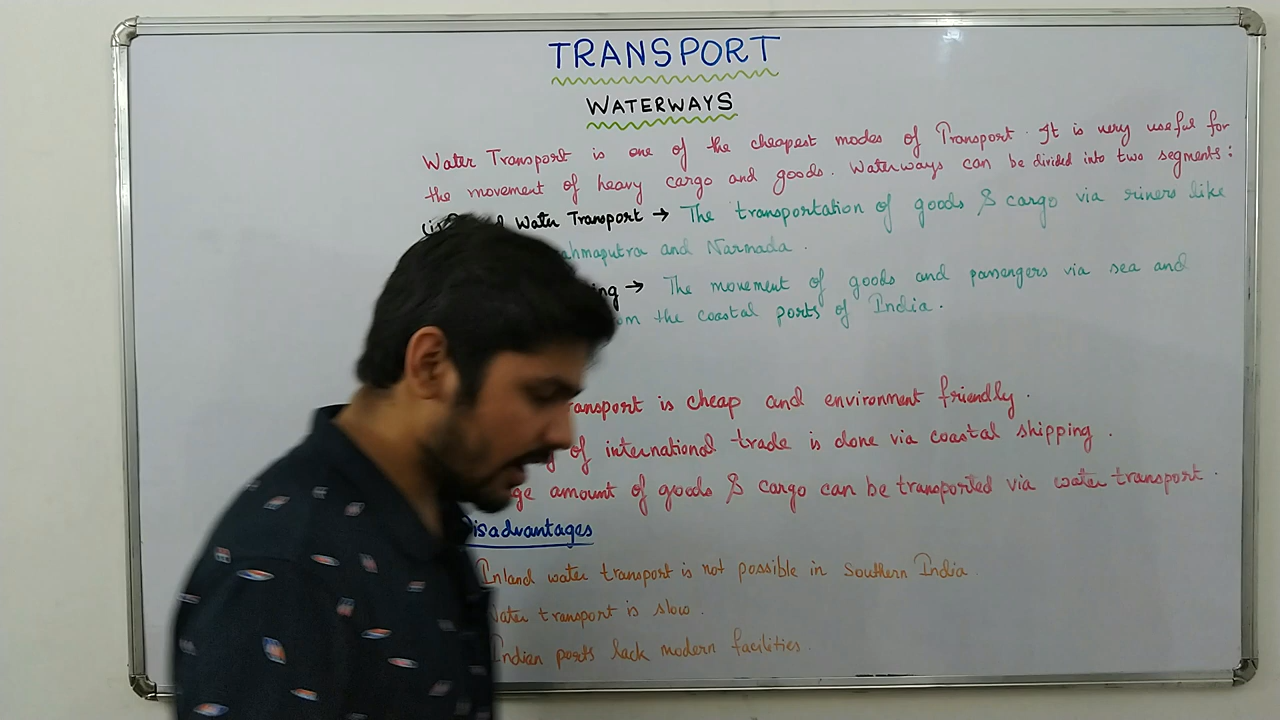 TRANSPORT
WATERWAYS
Water Transport is one of the cheapest modes of Transport. It is very useful for
the movement of heavy cargo and goods. Waterways can be divided into two segments:
Water Transport → The transportation of goods & cargo via rivers like
ahmaputra and Narmada.
ing → The movement of goods and passengers via sea and
om the coastal ports of India.
ansport is cheap and environment friendly.
of international trade is done via coastal shipping.
ge amount of goods & cargo can be transported via water transport.
Disadvantages
Inland water transport is not possible in Southern India
Water transport is slow.
Indian ports lack modern facilities.